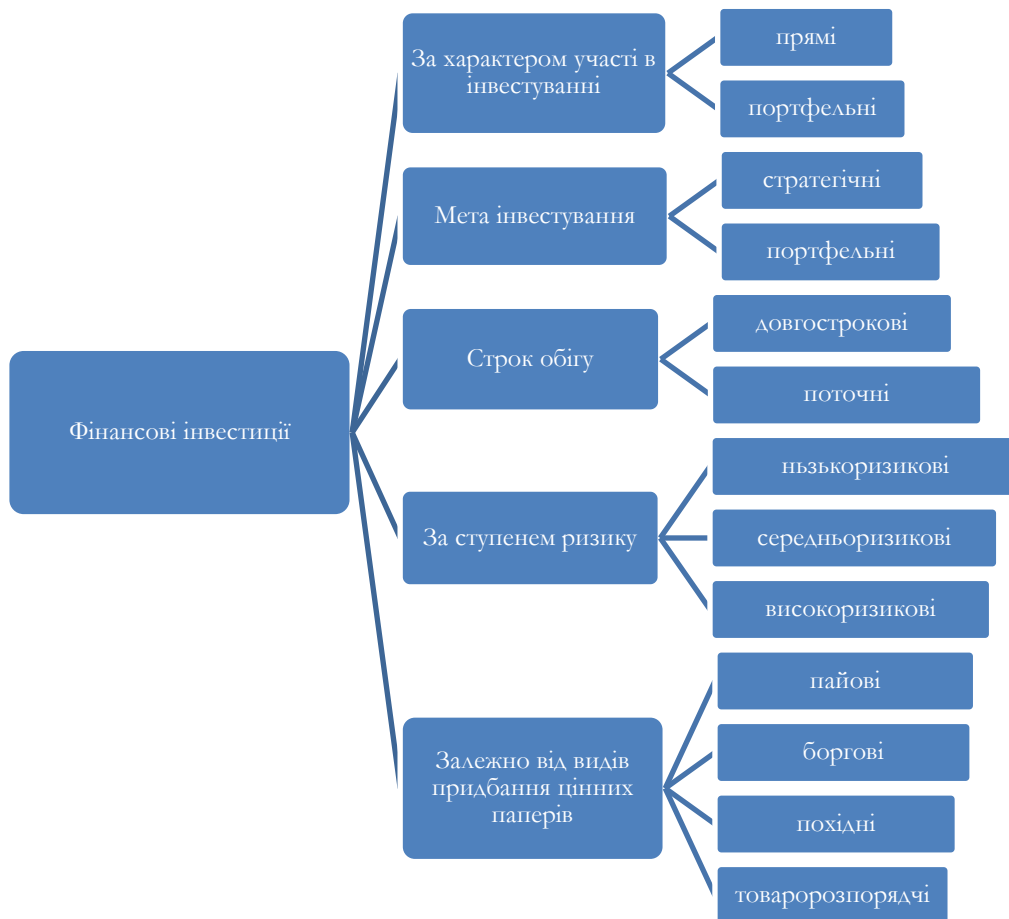 Фінансові інвестиції
За характером участі в
інвестуванні
прямі
портфельні
Мета інвестування
стратегічні
портфельні
Строк обігу
довгострокові
поточні
За ступенем ризику
ньзькоризикові
середньоризикові
високоризикові
Залежно від видів
придбання цінних
паперів
пайові
боргові
похідні
товаророзпорядчі